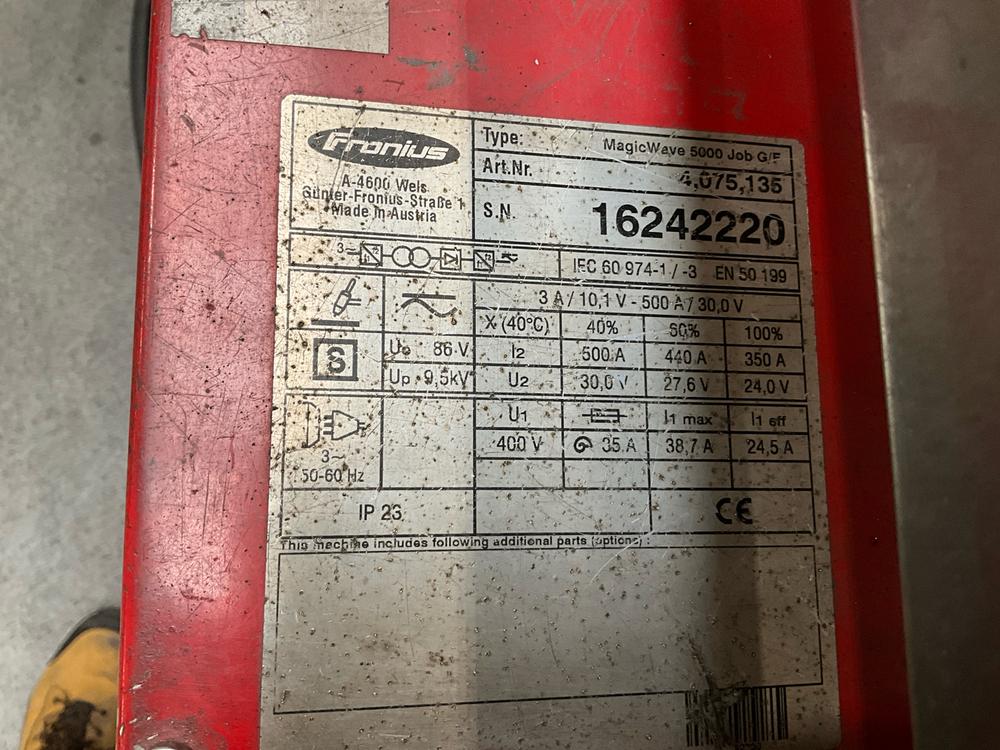 Fronius
A-4600 Wels
Günter-Fronius-Straße 1
Made in Austria
Type: MagicWave 5000 Job G/F
Art.Nr. 4,075,135
S.N. 16242220
3~
IEC 60 974-1 / -3 EN 50 199
3 A / 10,1 V - 500 A / 30,0 V
X (40°C) 40% 60% 100%
S U₀ 86 V I2 500 A 440 A 350 A
Up 9,5kV U2 30,0 V 27,6 V 24,0 V
U1 I1 max I1 eff
3~ 400 V 35 A 38,7 A 24,5 A
50-60 Hz
IP 23 CE
This machine includes following additional parts (options) :